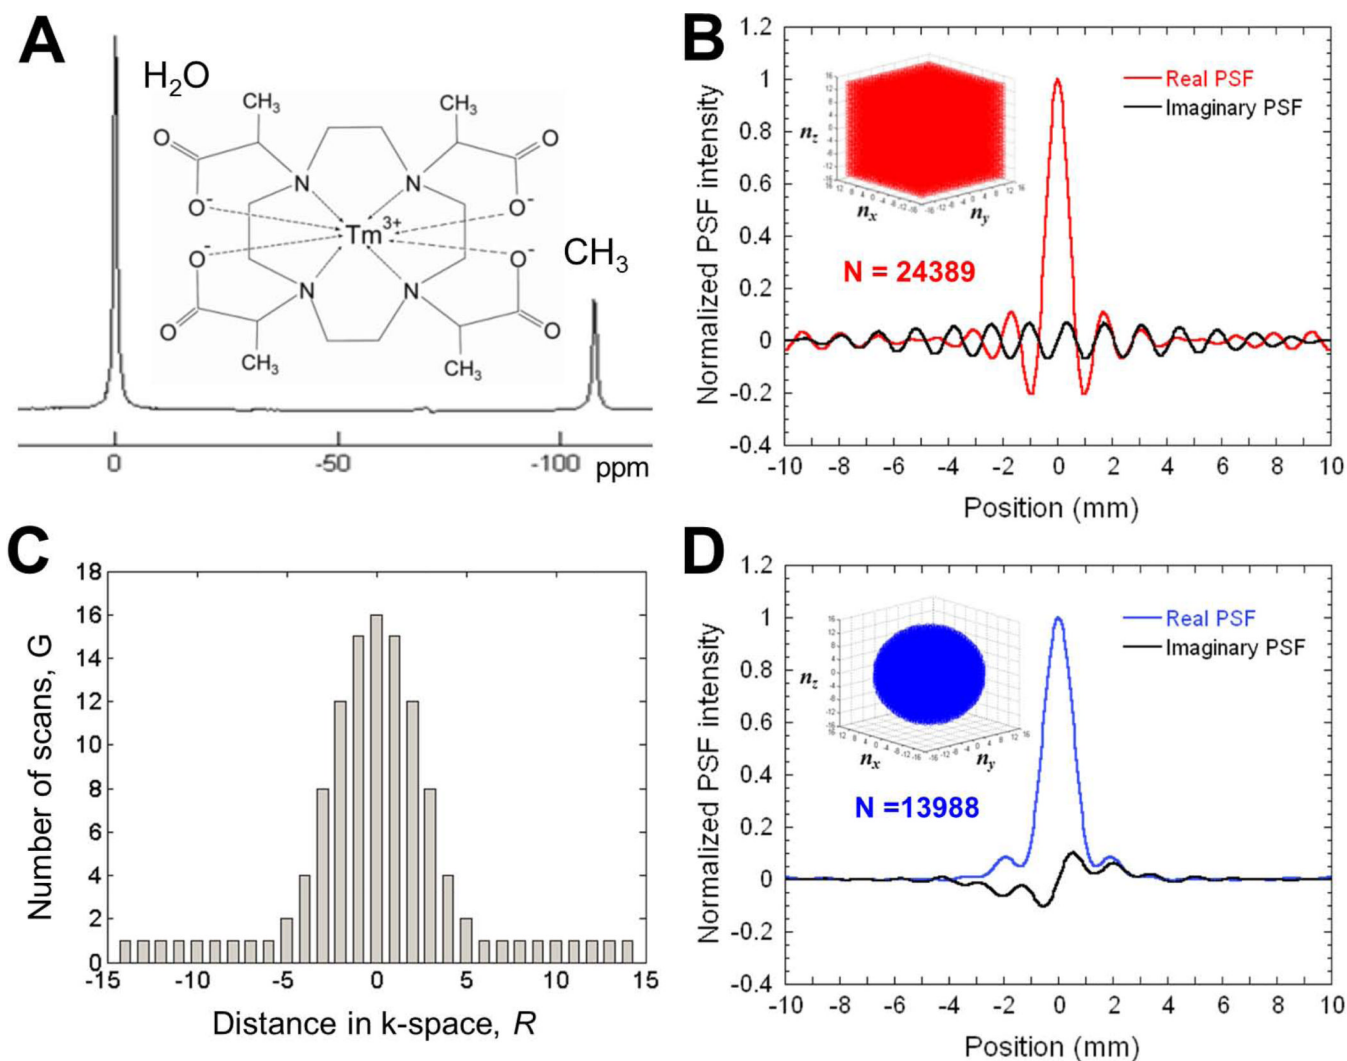 A
H2O
CH3
CH3
O
O
N
N
O-
O-
Tm3+
O-
O-
CH3
N
N
O
O
CH3
CH3
0
-50
-100
ppm
B
1.2
1
0.8
0.6
0.4
0.2
0
-0.2
-0.4
Normalized PSF intensity
Real PSF
Imaginary PSF
nz
nx
ny
N = 24389
-10
-8
-6
-4
-2
0
2
4
6
8
10
Position (mm)
C
18
16
14
12
10
8
6
4
2
0
Number of scans, G
-15
-10
-5
0
5
10
15
Distance in k-space, R
D
1.2
1
0.8
0.6
0.4
0.2
0
-0.2
-0.4
Normalized PSF intensity
Real PSF
Imaginary PSF
nz
nx
ny
N =13988
-10
-8
-6
-4
-2
0
2
4
6
8
10
Position (mm)